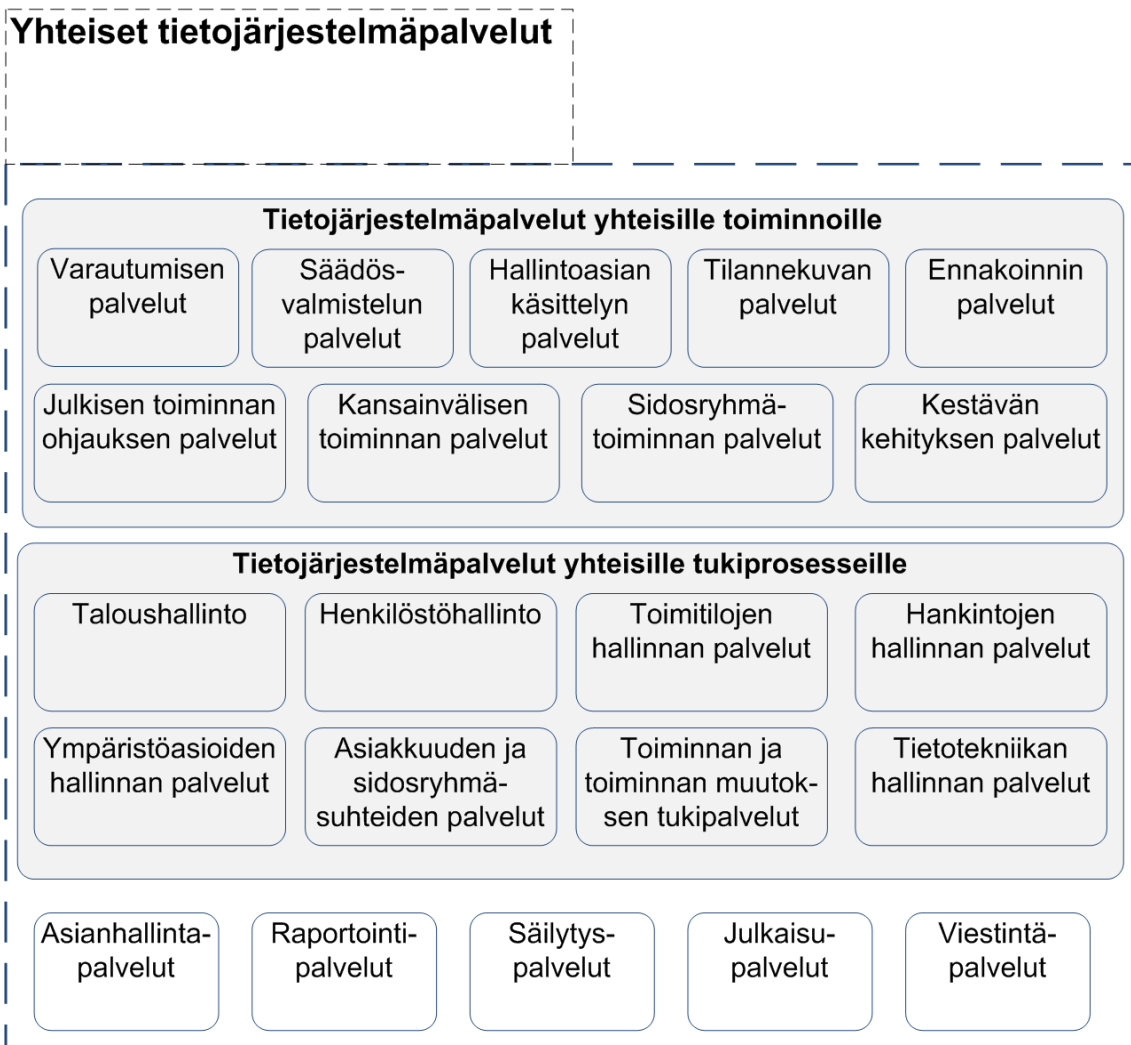 Yhteiset tietojärjestelmäpalvelut
Tietojärjestelmäpalvelut yhteisille toiminnoille
Varautumisen
palvelut
Säädös-
valmistelun
palvelut
Hallintoasian
käsittelyn
palvelut
Tilannekuvan
palvelut
Ennakoinnin
palvelut
Julkisen toiminnan
ohjauksen palvelut
Kansainvälisen
toiminnan palvelut
Sidosryhmä-
toiminnan palvelut
Kestävän
kehityksen palvelut
Tietojärjestelmäpalvelut yhteisille tukiprosesseille
Taloushallinto
Henkilöstöhallinto
Toimitilojen
hallinnan palvelut
Hankintojen
hallinnan palvelut
Ympäristöasioiden
hallinnan palvelut
Asiakkuuden ja
sidosryhmä-
suhteiden palvelut
Toiminnan ja
toiminnan muutok-
sen tukipalvelut
Tietotekniikan
hallinnan palvelut
Asianhallinta-
palvelut
Raportointi-
palvelut
Säilytys-
palvelut
Julkaisu-
palvelut
Viestintä-
palvelut